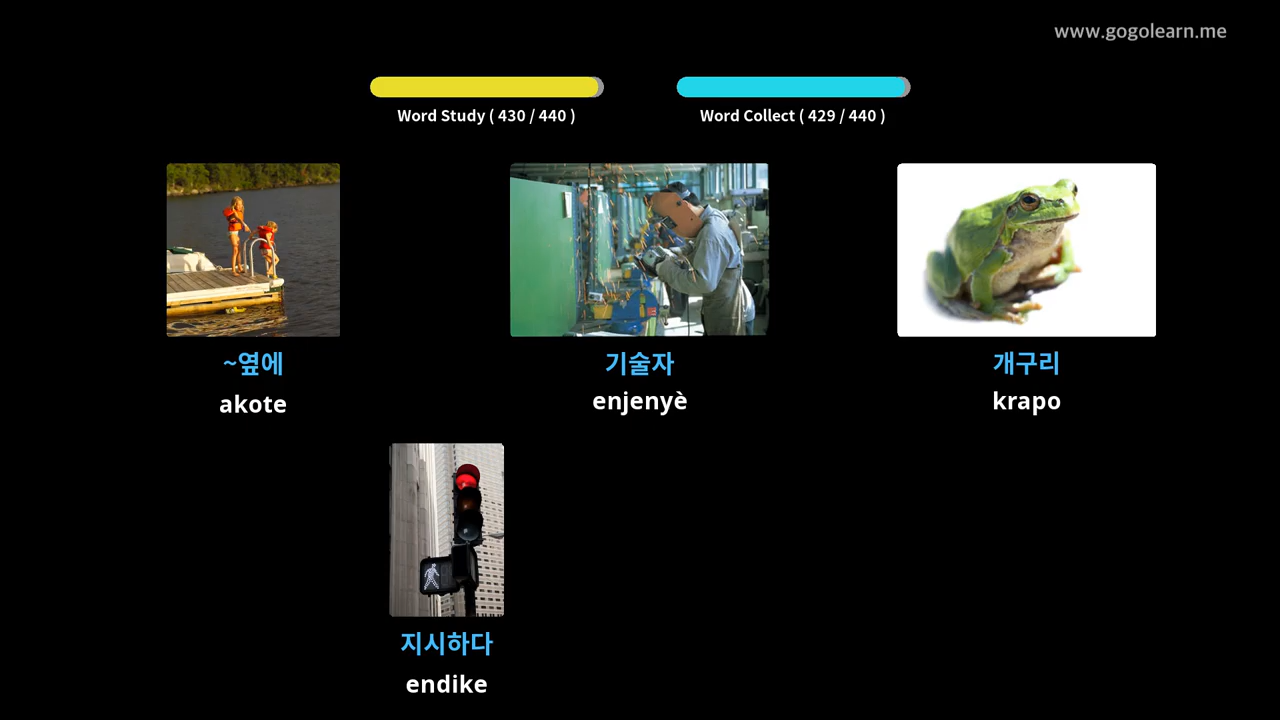 www.gogolearn.me
Word Study ( 430 / 440 )
Word Collect ( 429 / 440 )
~옆에
akote
기술자
enjenyè
개구리
krapo
지시하다
endike